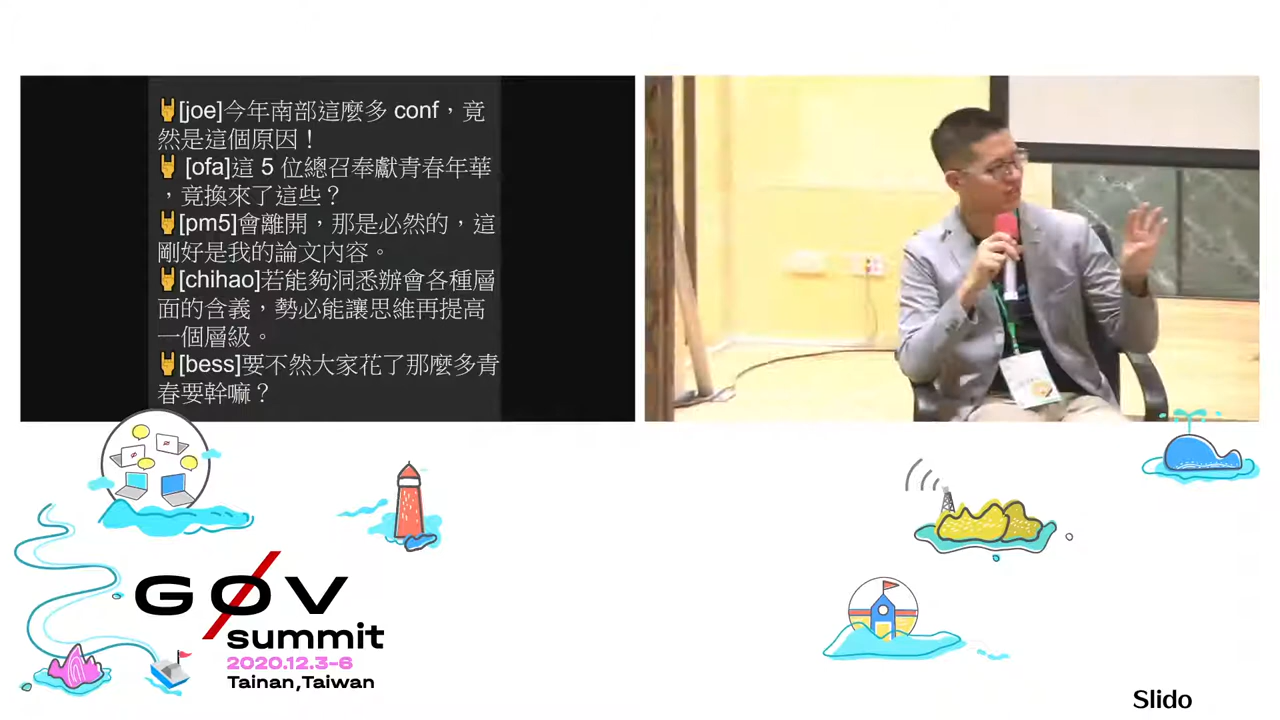 🤘[joe]今年南部這麼多 conf，竟
然是這個原因！
🤘 [ofa]這 5 位總召奉獻青春年華
，竟換來了這些？
🤘[pm5]會離開，那是必然的，這
剛好是我的論文內容。
🤘[chihao]若能夠洞悉辦會各種層
面的含義，勢必能讓思維再提高
一個層級。
🤘[bess]要不然大家花了那麼多青
春要幹嘛？
GØV
summit
2020.12.3-6
Tainan,Taiwan
Slido